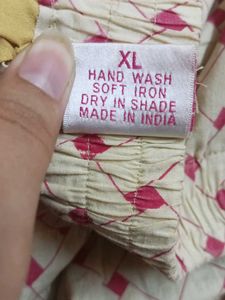 XL
HAND WASH
SOFT IRON
DRY IN SHADE
MADE IN INDIA